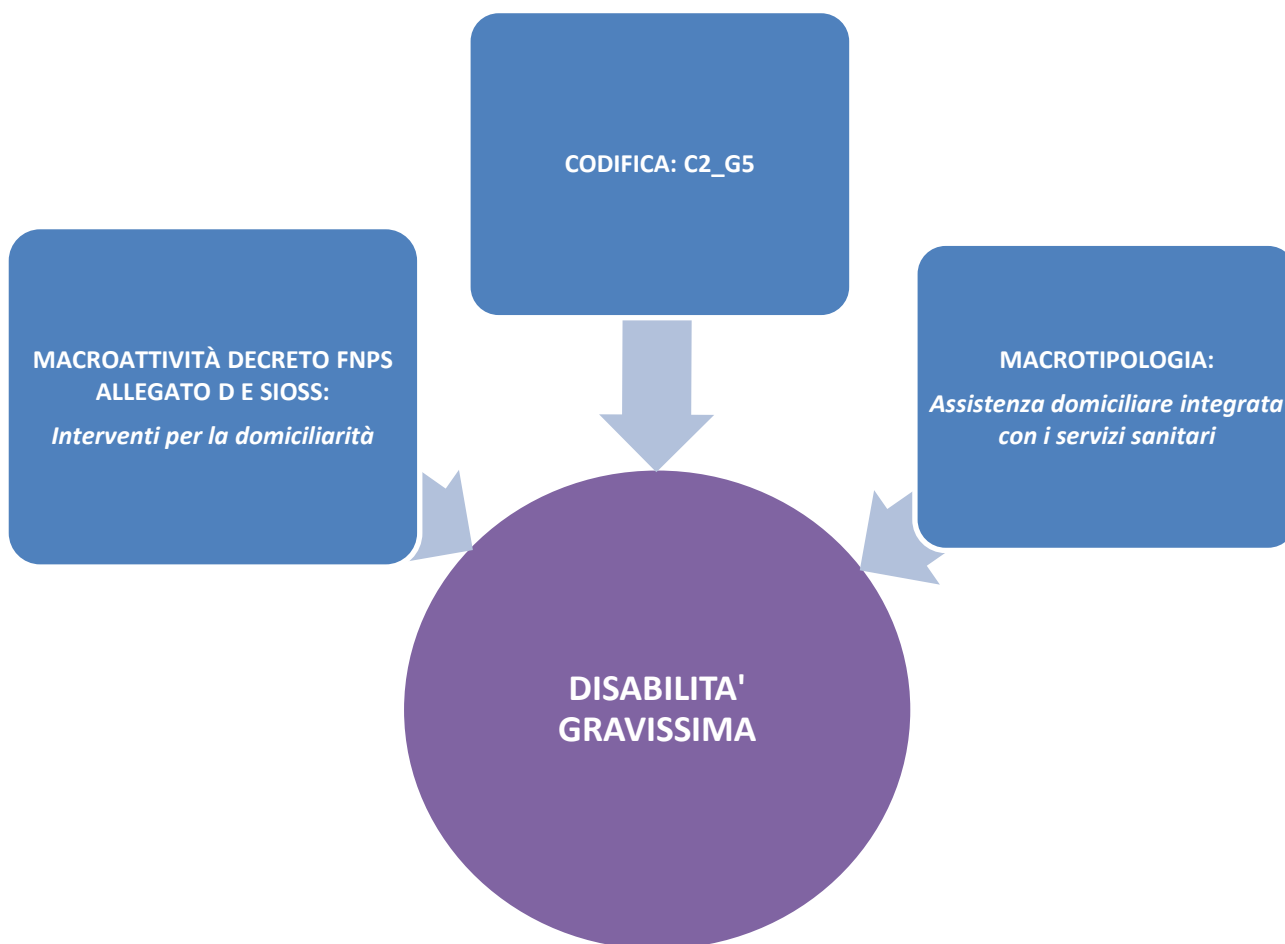 CODIFICA: C2_G5
MACROATTIVITÀ DECRETO FNPS
ALLEGATO D E SIOSS:
Interventi per la domiciliarità
MACROTIPOLOGIA:
Assistenza domiciliare integrata
con i servizi sanitari
DISABILITA'
GRAVISSIMA